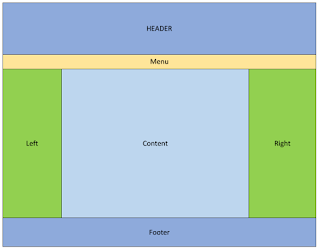 HEADER
Menu
Left
Content
Right
Footer